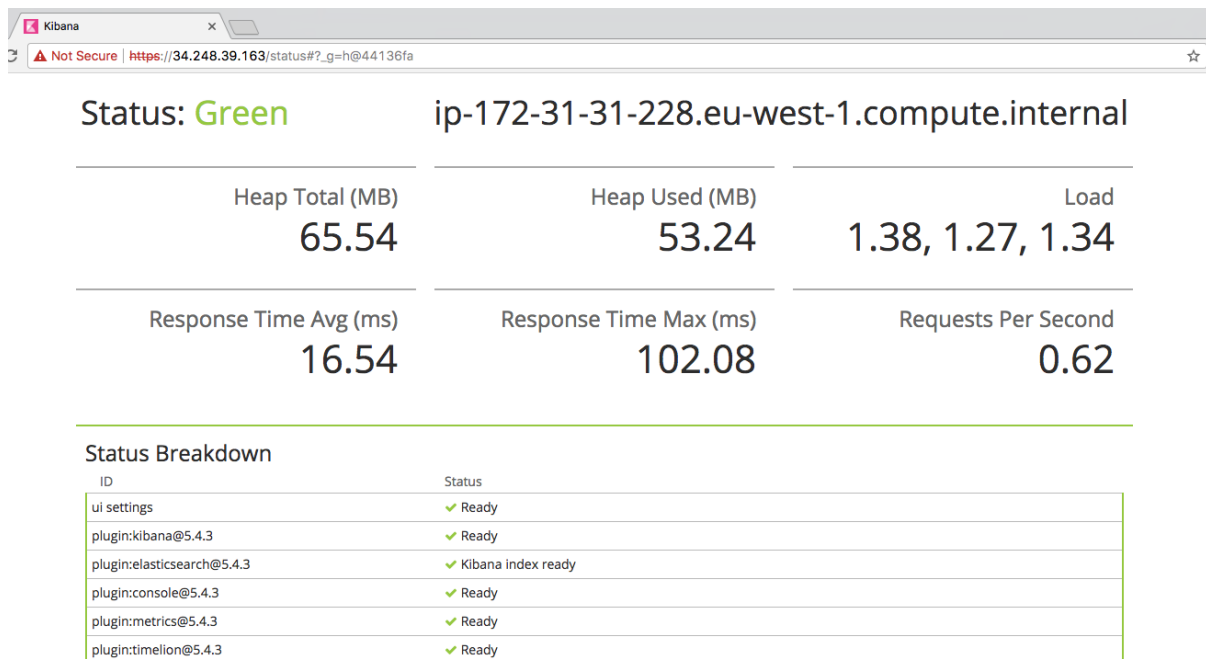 Kibana
Not Secure | https://34.248.39.163/status#?_g=h@44136fa
Status: Green
ip-172-31-31-228.eu-west-1.compute.internal
Heap Total (MB)
65.54
Heap Used (MB)
53.24
Load
1.38, 1.27, 1.34
Response Time Avg (ms)
16.54
Response Time Max (ms)
102.08
Requests Per Second
0.62
Status Breakdown
ID Status
ui settings Ready
plugin:kibana@5.4.3 Ready
plugin:elasticsearch@5.4.3 Kibana index ready
plugin:console@5.4.3 Ready
plugin:metrics@5.4.3 Ready
plugin:timelion@5.4.3 Ready